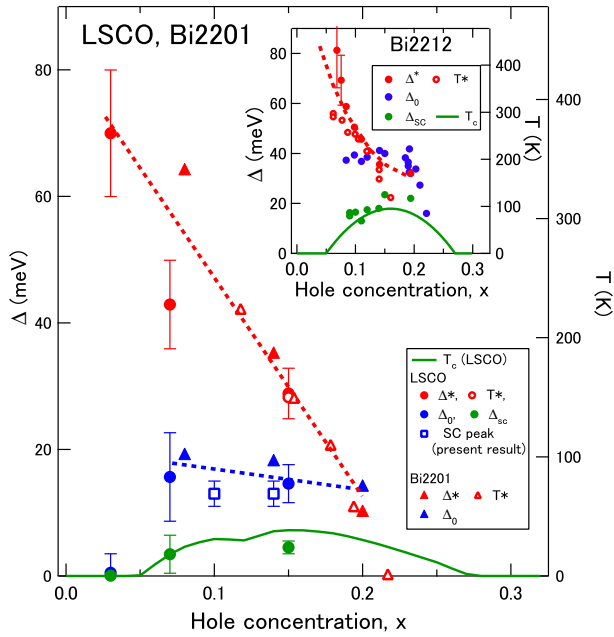 LSCO, Bi2201
Bi2212
80
60
40
20
0
Δ (meV)
0.0
0.1
0.2
0.3
Hole concentration, x
400
300
200
100
0
T (K)
80
60
40
20
0
Δ (meV)
0.0
0.1
0.2
0.3
Hole concentration, x
400
300
200
100
0
T (K)
Δ* T*
Δ0
ΔSC Tc
Tc (LSCO)
LSCO
Δ*, T*,
Δ0, Δsc
SC peak
(present result)
Bi2201
Δ* T*
Δ0